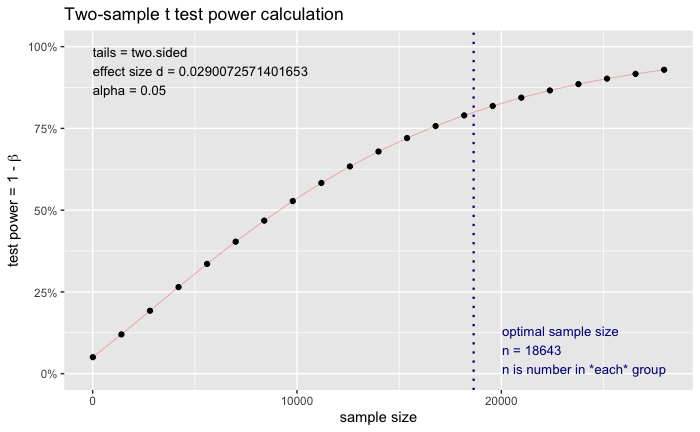 Two-sample t test power calculation
tails = two.sided
effect size d = 0.0290072571401653
alpha = 0.05
100%
75%
50%
25%
0%
test power = 1 - β
optimal sample size
n = 18643
n is number in *each* group
0
10000
20000
sample size